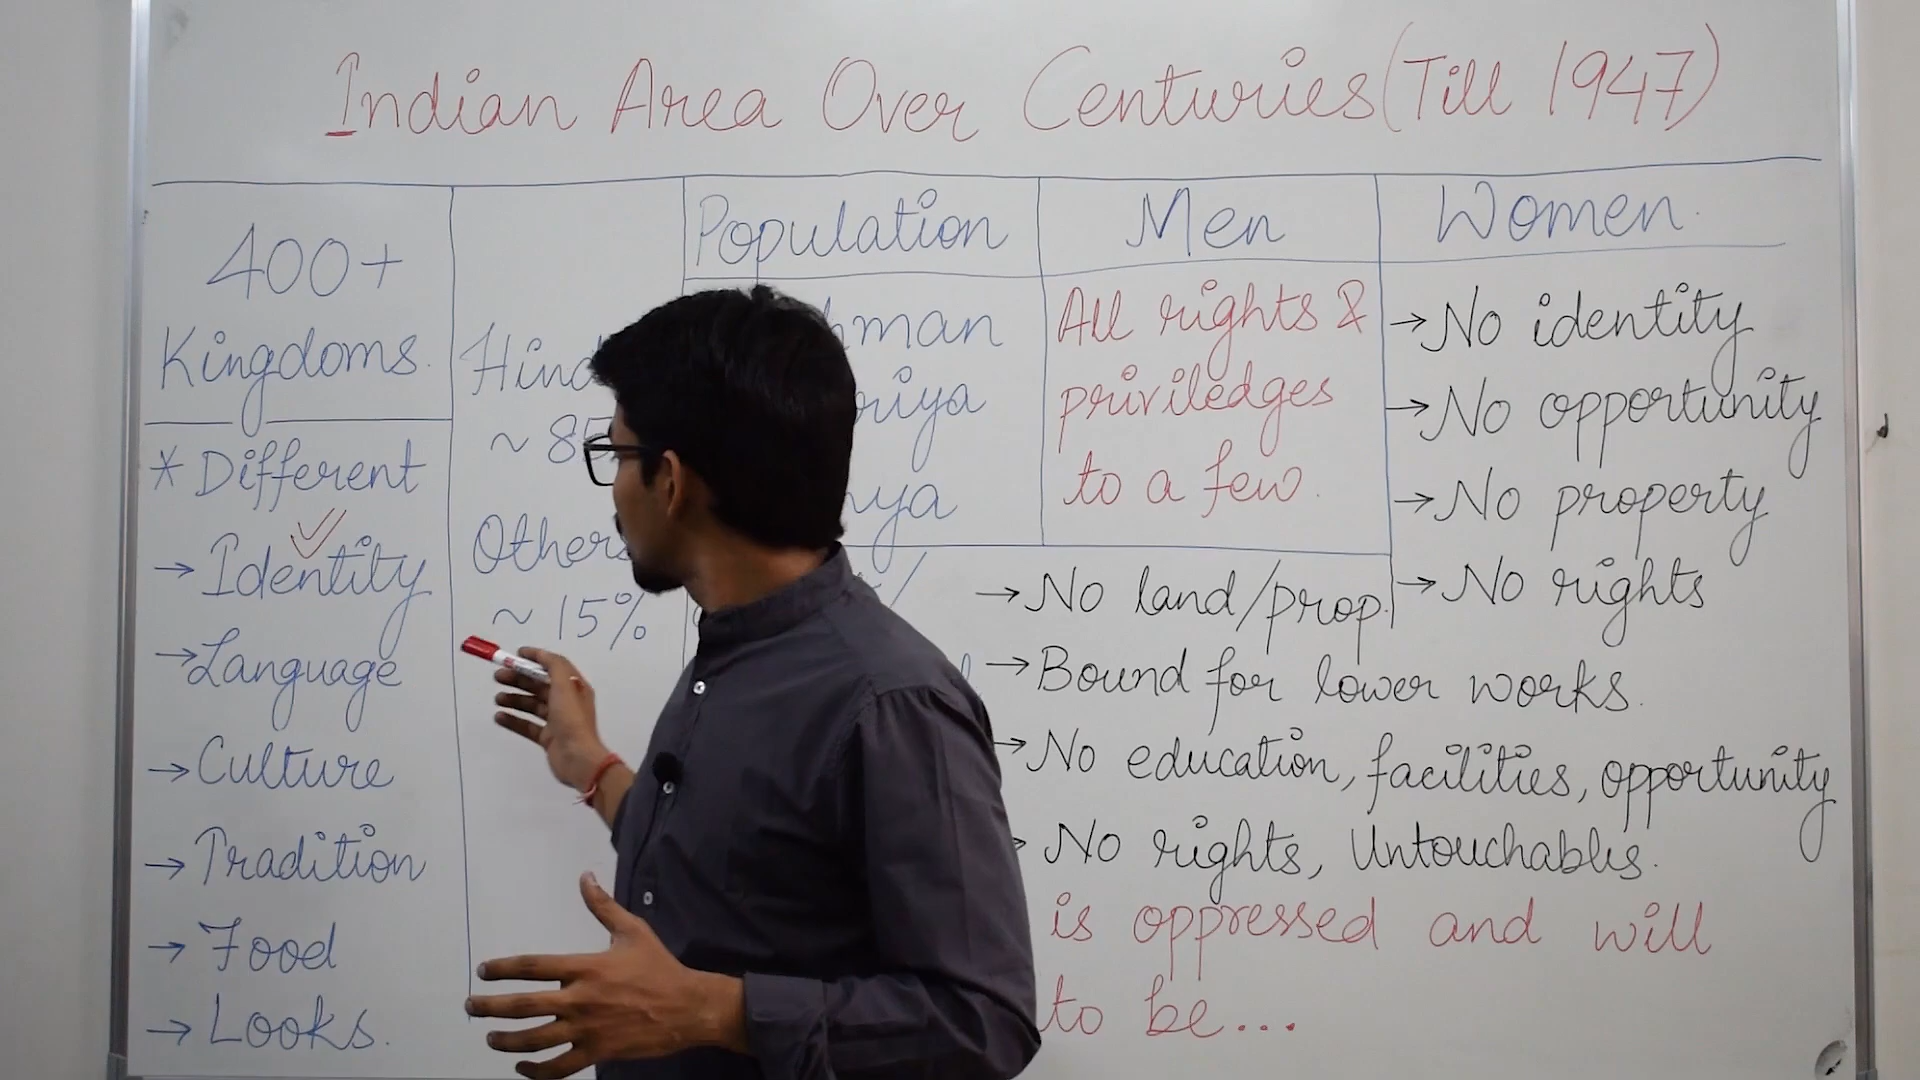 Indian Area Over Centuries (Till 1947)
400+
Kingdoms.
* Different
→ Identity
→ Language
→ Culture
→ Tradition
→ Food
→ Looks.
~ 85
Others
~ 15%
Population
Men
All rights &
priviledges
to a few.
Women.
→ No identity
→ No opportunity
→ No property
→ No rights
→ No land/prop.
→ Bound for lower works.
→ No education, facilities, opportunity
No rights, Untouchables.
is oppressed and will
to be...